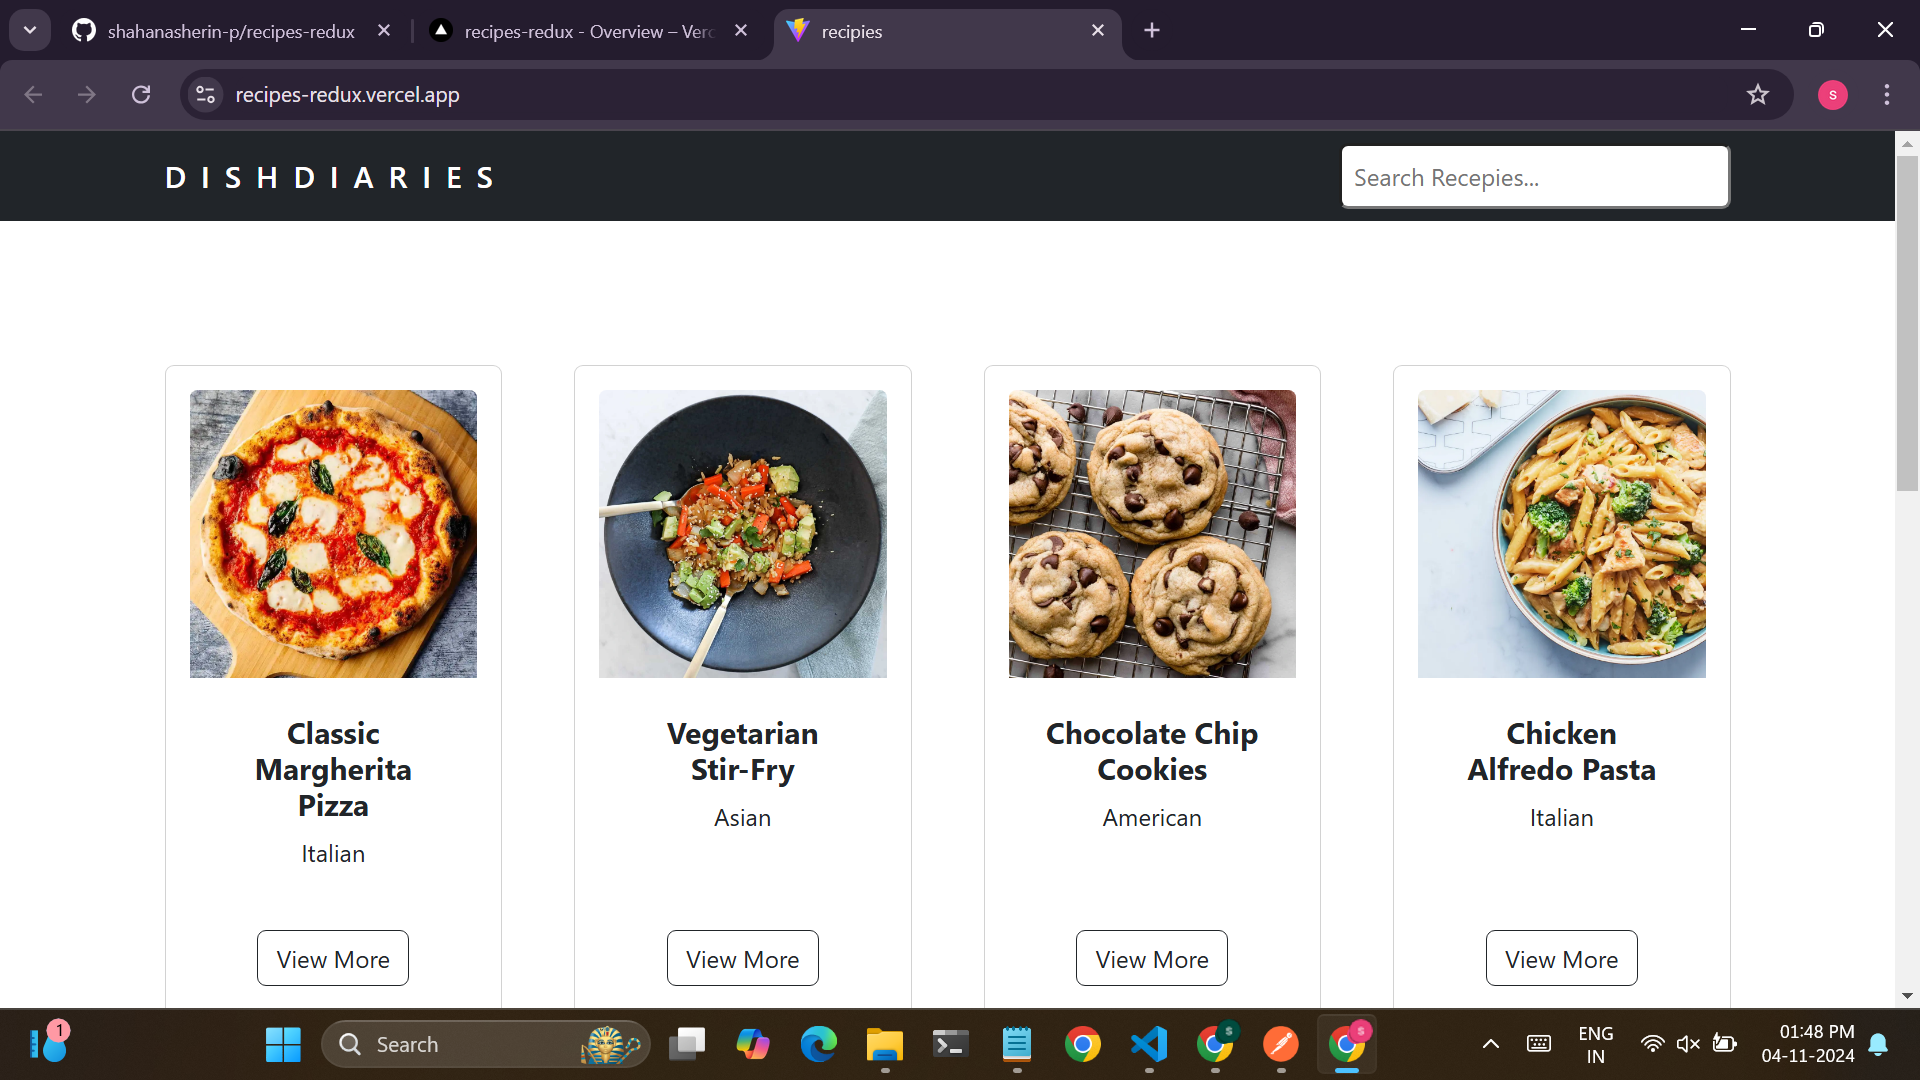 shahanasherin-p/recipes-redux
recipes-redux - Overview – Verc
recipies
recipes-redux.vercel.app
s
DISHDIARIES
Search Recepies...
Classic
Margherita
Pizza
Italian
View More
Vegetarian
Stir-Fry
Asian
View More
Chocolate Chip
Cookies
American
View More
Chicken
Alfredo Pasta
Italian
View More
1
Search
S
s
ENG
IN
01:48 PM
04-11-2024